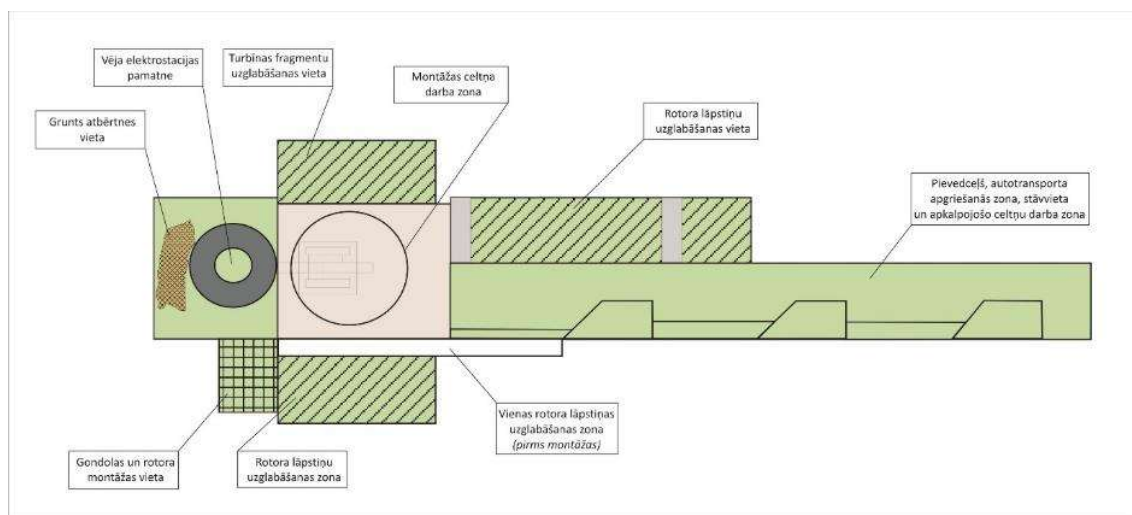 Vēja elektrostacijas
pamatne
Turbīnas fragmentu
uzglabāšanas vieta
Montāžas celtņa
darba zona
Rotora lāpstiņu
uzglabāšanas vieta
Grunts atbērtnes
vieta
Pievedceļš, autotransporta
apgriešanās zona, stāvvieta
un apkalpojošo celtņu darba zona
Gondolas un rotora
montāžas vieta
Rotora lāpstiņu
uzglabāšanas zona
Vienas rotora lāpstiņas
uzglabāšanas zona
(pirms montāžas)